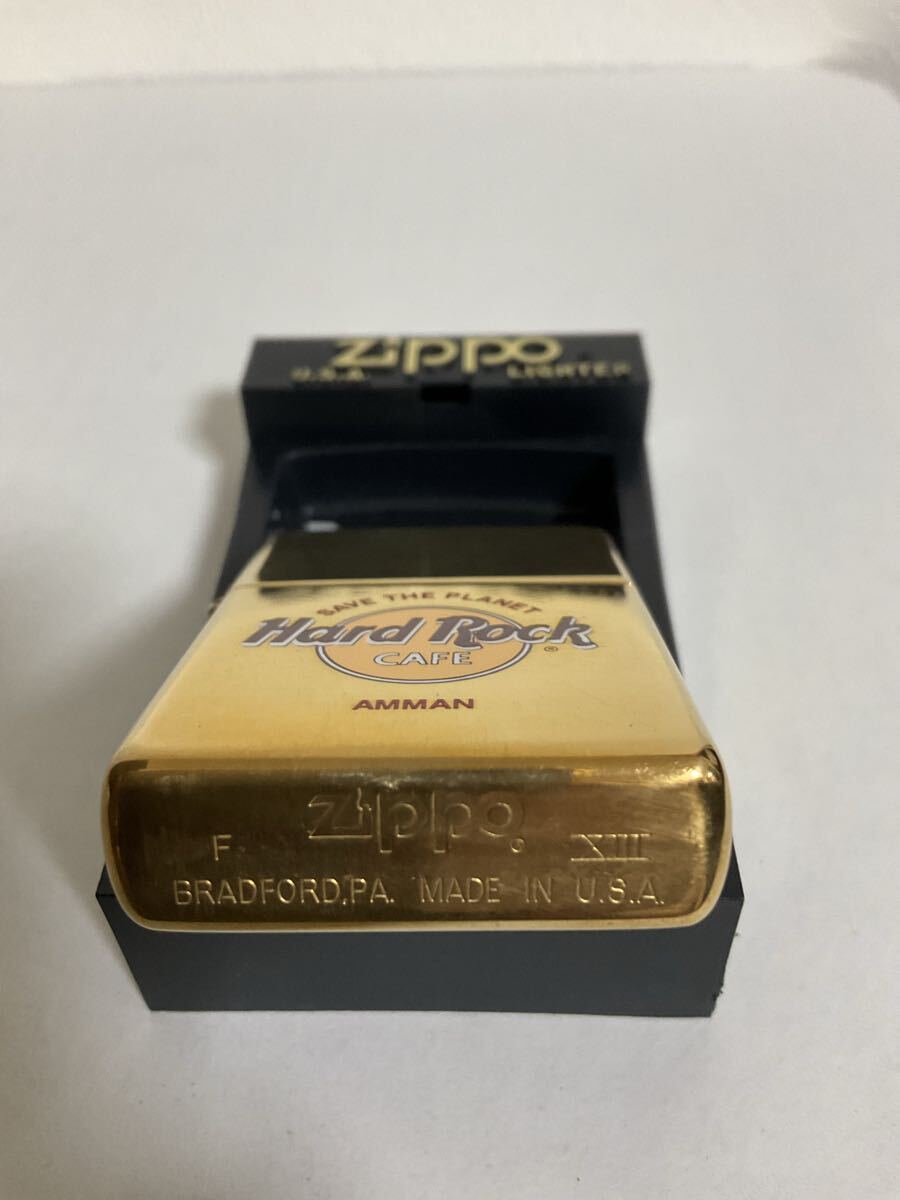 Zippo
U.S.A. LIGHTER
SAVE THE PLANET
Hard Rock ®
CAFE
AMMAN
Zippo
F XIII
BRADFORD,PA. MADE IN U.S.A.